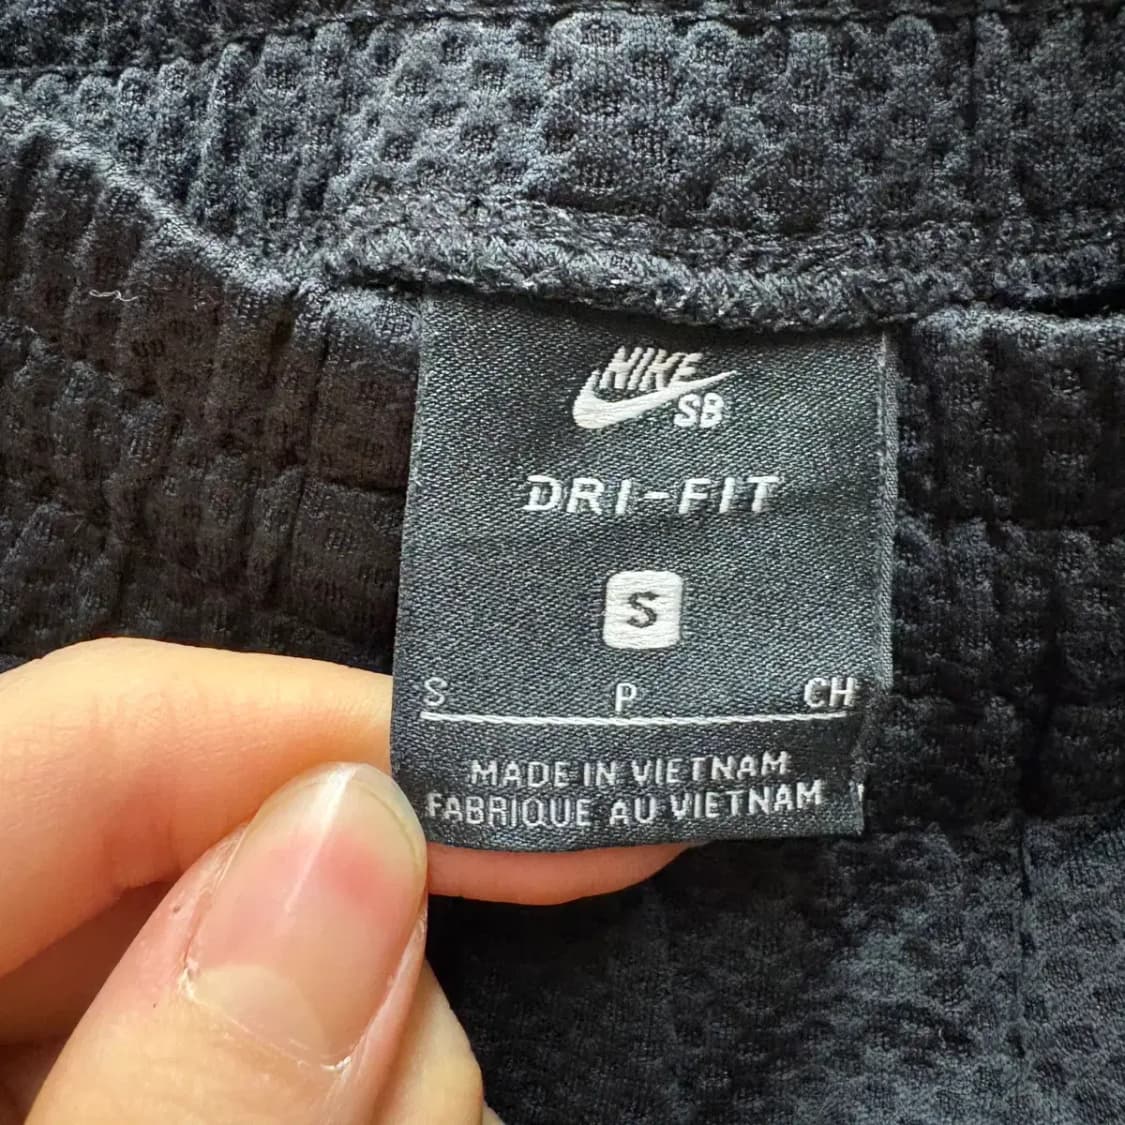 NIKE
SB
DRI-FIT
S
S P CH
MADE IN VIETNAM
FABRIQUE AU VIETNAM